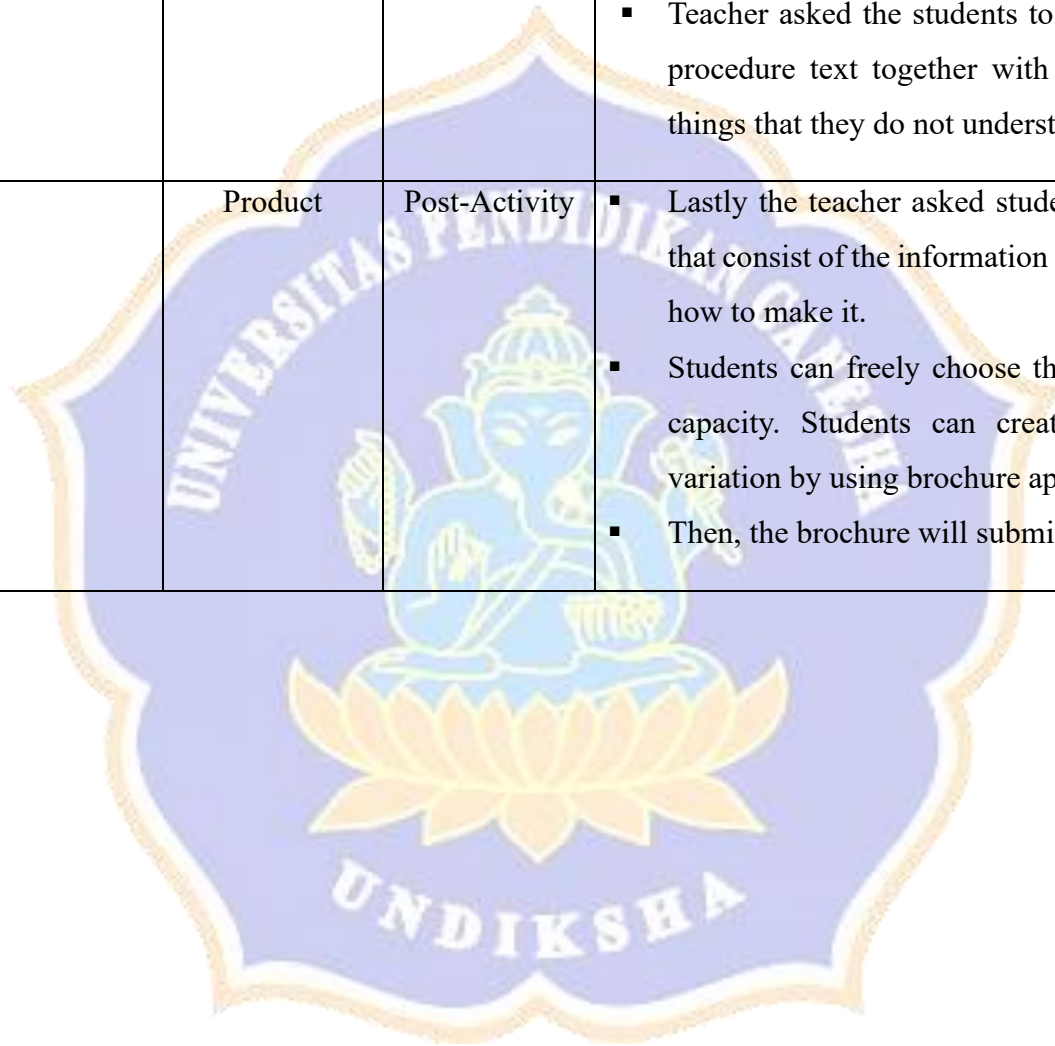 ▪ Teacher asked the students to
procedure text together with
things that they do not underst
Product
Post-Activity
▪ Lastly the teacher asked stude
that consist of the information
how to make it.
▪ Students can freely choose th
capacity. Students can creat
variation by using brochure ap
▪ Then, the brochure will submi
UNIVERSITAS PENDIDIKAN GANESHA
UNDIKSHA